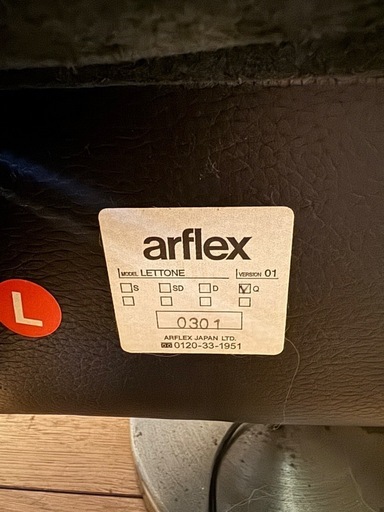 arflex
MODEL LETTONE VERSION 01
S SD D Q
0301
ARFLEX JAPAN LTD.
0120-33-1951
L